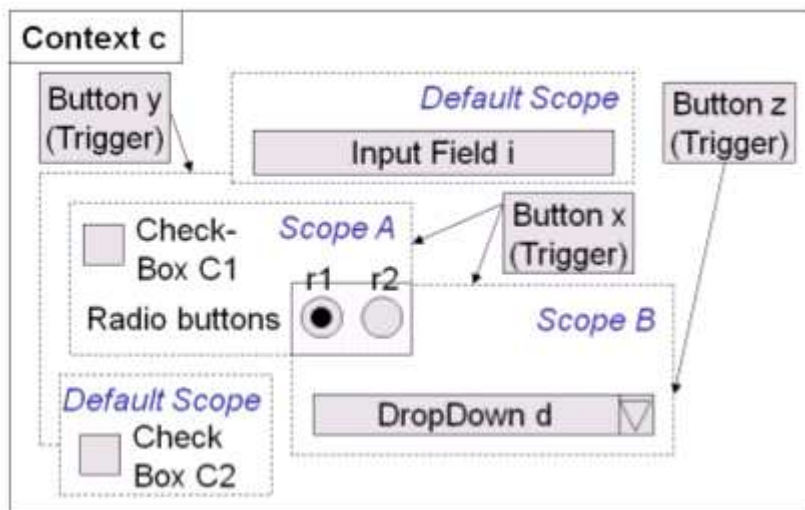 Context c
Button y
(Trigger)
Default Scope
Input Field i
Button z
(Trigger)
Check-
Box C1
Scope A
Button x
(Trigger)
r1 r2
Radio buttons
Scope B
Default Scope
Check
Box C2
DropDown d